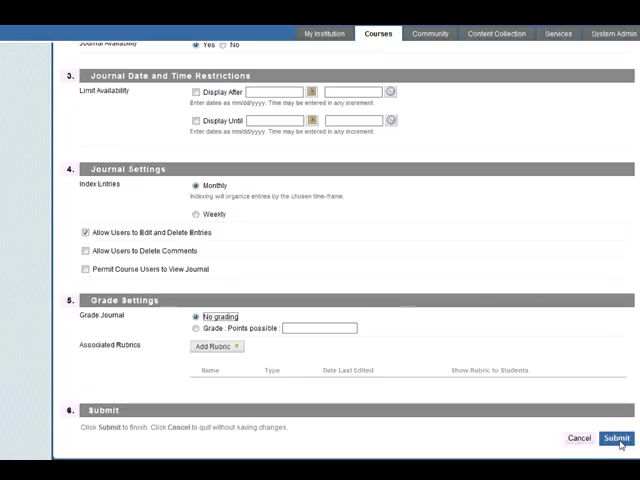 My Institution Courses Community Content Collection Services System Admin
Journal Availability Yes No
3. Journal Date and Time Restrictions
Limit Availability Display After
Enter dates as mm/dd/yyyy. Time may be entered in any increment.
Display Until
Enter dates as mm/dd/yyyy. Time may be entered in any increment.
4. Journal Settings
Index Entries Monthly
Indexing will organize entries by the chosen time-frame.
Weekly
Allow Users to Edit and Delete Entries
Allow Users to Delete Comments
Permit Course Users to View Journal
5. Grade Settings
Grade Journal No grading
Grade : Points possible :
Associated Rubrics Add Rubric
Name Type Date Last Edited Show Rubric to Students
6. Submit
Click Submit to finish. Click Cancel to quit without saving changes.
Cancel Submit